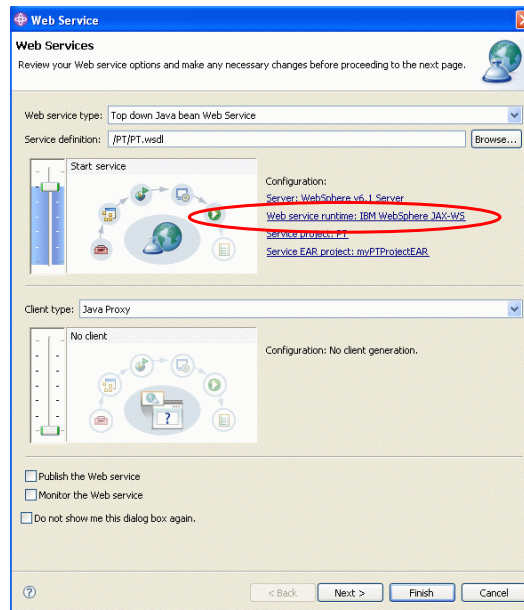 Web Service
Web Services
Review your Web service options and make any necessary changes before proceeding to the next page.
Web service type: Top down Java bean Web Service
Service definition: /PT/PT.wsdl Browse...
Start service
Configuration:
Server: WebSphere v6.1 Server
Web service runtime: IBM WebSphere JAX-WS
Service project: PT
Service EAR project: myPTProjectEAR
Client type: Java Proxy
No client
Configuration: No client generation.
Publish the Web service
Monitor the Web service
Do not show me this dialog box again.
< Back Next > Finish Cancel